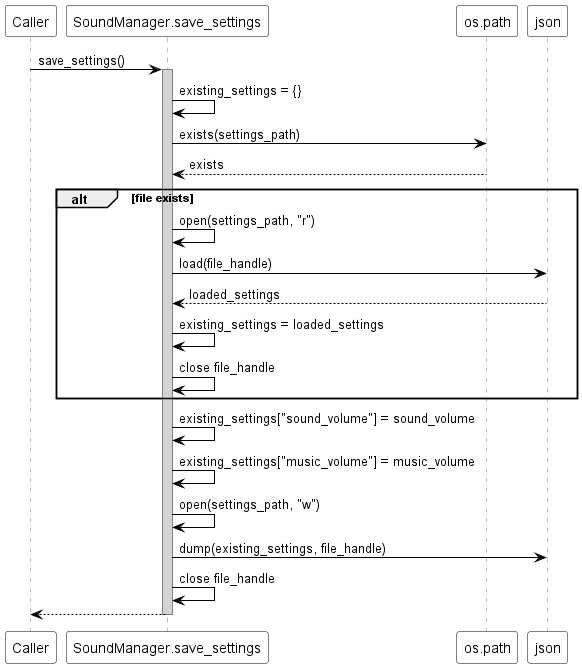 Caller
SoundManager.save_settings
os.path
json
save_settings()
existing_settings = {}
exists(settings_path)
exists
alt
[file exists]
open(settings_path, "r")
load(file_handle)
loaded_settings
existing_settings = loaded_settings
close file_handle
existing_settings["sound_volume"] = sound_volume
existing_settings["music_volume"] = music_volume
open(settings_path, "w")
dump(existing_settings, file_handle)
close file_handle
Caller
SoundManager.save_settings
os.path
json